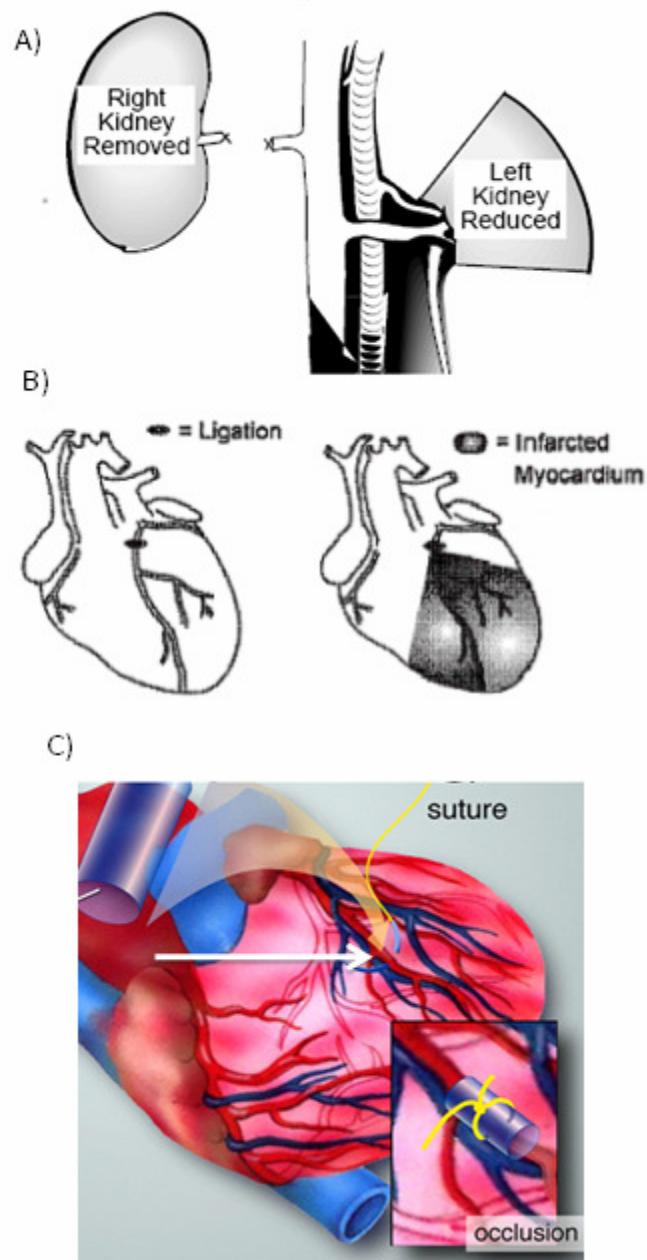 A)
Right
Kidney
Removed
Left
Kidney
Reduced
B)
= Ligation
= Infarcted
Myocardium
C)
suture
occlusion